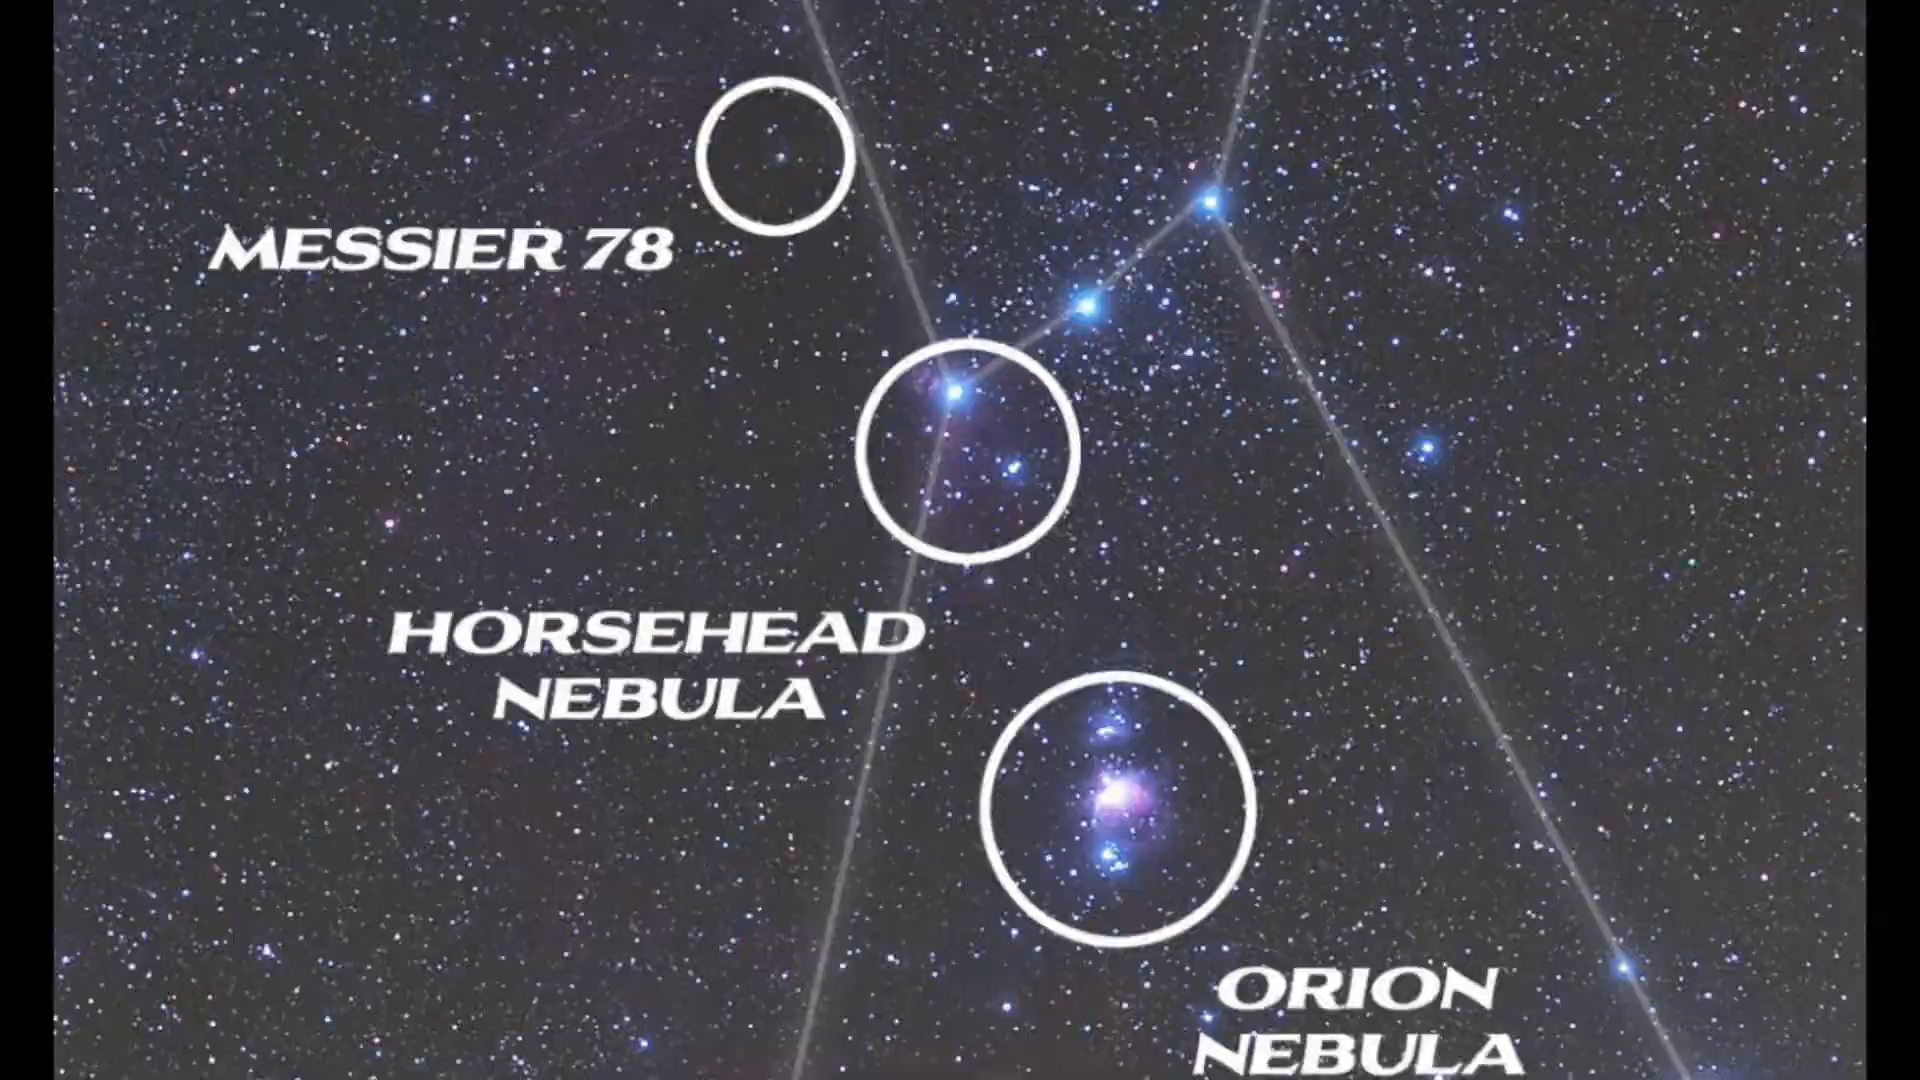 MESSIER 78
HORSEHEAD
NEBULA
ORION
NEBULA